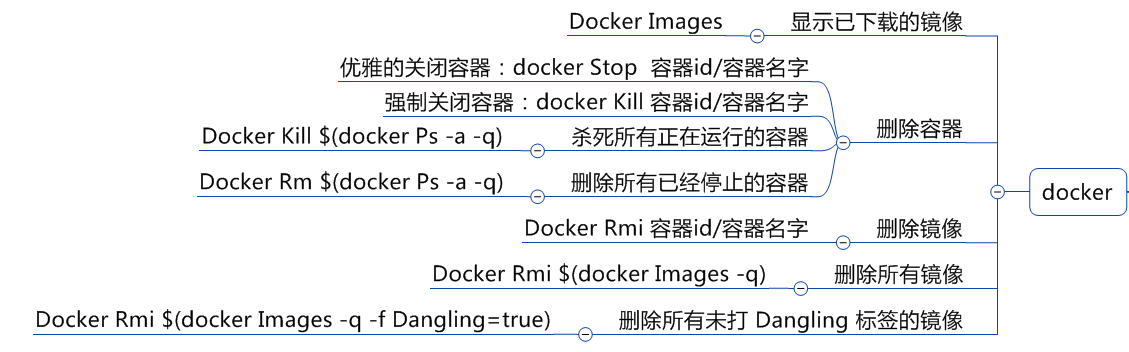 Docker Images 显示已下载的镜像
优雅的关闭容器：docker Stop 容器id/容器名字
强制关闭容器：docker Kill 容器id/容器名字
删除容器
Docker Kill $(docker Ps -a -q) 杀死所有正在运行的容器
Docker Rm $(docker Ps -a -q) 删除所有已经停止的容器
docker
Docker Rmi 容器id/容器名字 删除镜像
Docker Rmi $(docker Images -q) 删除所有镜像
Docker Rmi $(docker Images -q -f Dangling=true) 删除所有未打 Dangling 标签的镜像